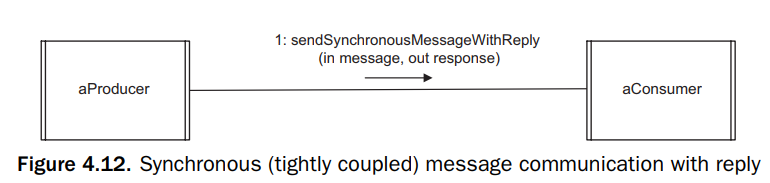 1: sendSynchronousMessageWithReply
(in message, out response)
aProducer
aConsumer
Figure 4.12. Synchronous (tightly coupled) message communication with reply